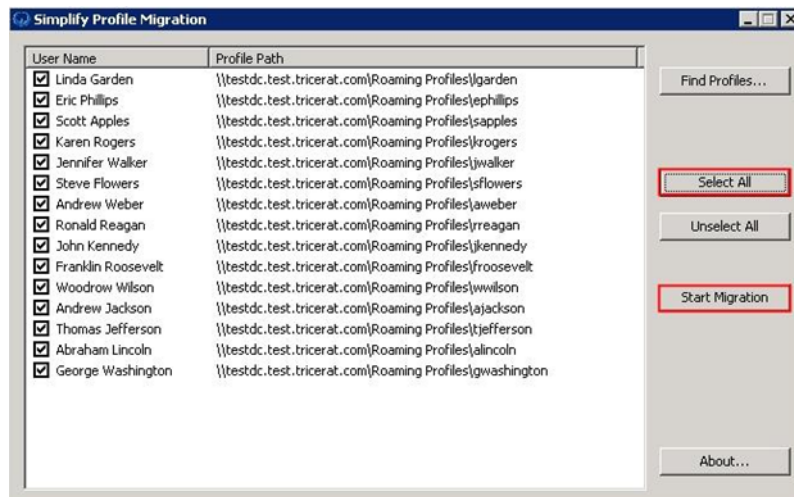 Simplify Profile Migration
User Name Profile Path
Linda Garden \\testdc.test.tricerat.com\Roaming Profiles\lgarden
Eric Phillips \\testdc.test.tricerat.com\Roaming Profiles\ephillips
Scott Apples \\testdc.test.tricerat.com\Roaming Profiles\sapples
Karen Rogers \\testdc.test.tricerat.com\Roaming Profiles\krogers
Jennifer Walker \\testdc.test.tricerat.com\Roaming Profiles\jwalker
Steve Flowers \\testdc.test.tricerat.com\Roaming Profiles\sflowers
Andrew Weber \\testdc.test.tricerat.com\Roaming Profiles\aweber
Ronald Reagan \\testdc.test.tricerat.com\Roaming Profiles\rreagan
John Kennedy \\testdc.test.tricerat.com\Roaming Profiles\jkennedy
Franklin Roosevelt \\testdc.test.tricerat.com\Roaming Profiles\froosevelt
Woodrow Wilson \\testdc.test.tricerat.com\Roaming Profiles\wwilson
Andrew Jackson \\testdc.test.tricerat.com\Roaming Profiles\ajackson
Thomas Jefferson \\testdc.test.tricerat.com\Roaming Profiles\tjefferson
Abraham Lincoln \\testdc.test.tricerat.com\Roaming Profiles\alincoln
George Washington \\testdc.test.tricerat.com\Roaming Profiles\gwashington
Find Profiles...
Select All
Unselect All
Start Migration
About...